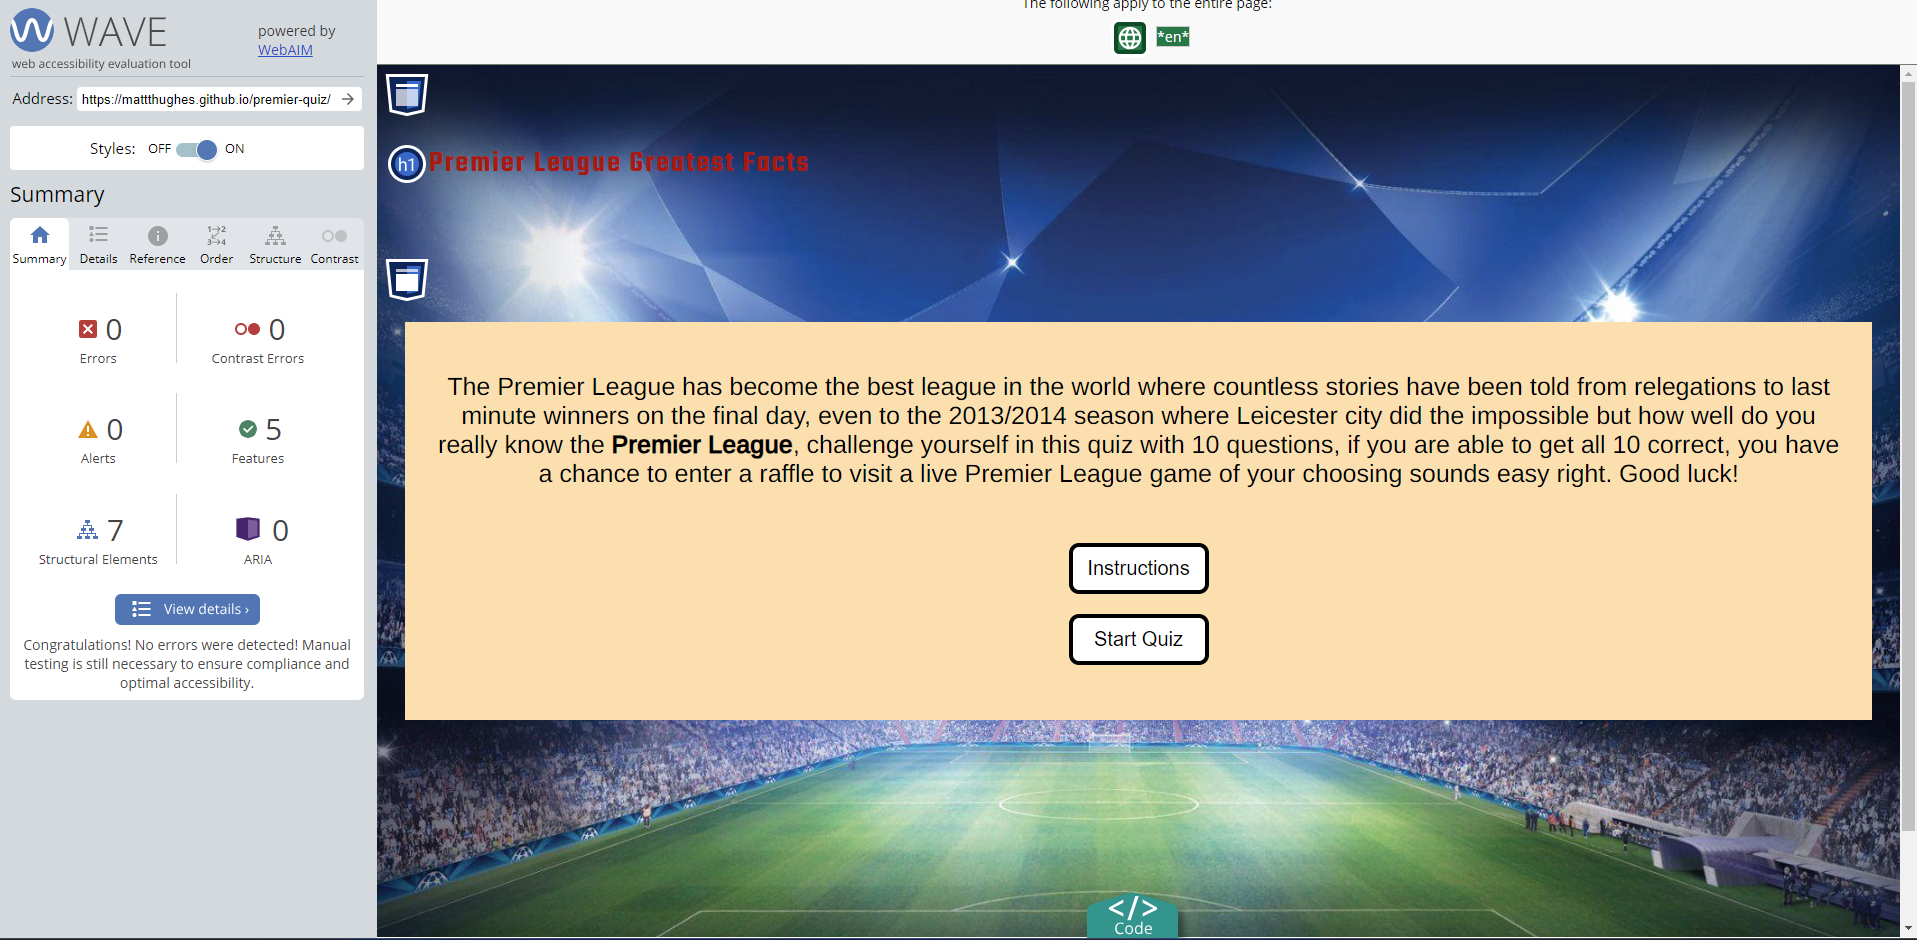 WAVE
powered by
WebAIM
web accessibility evaluation tool
Address: https://mattthughes.github.io/premier-quiz/
Styles: OFF ON
Summary
Summary Details Reference Order Structure Contrast
0 Errors
0 Contrast Errors
0 Alerts
5 Features
7 Structural Elements
0 ARIA
View details ›
Congratulations! No errors were detected! Manual
testing is still necessary to ensure compliance and
optimal accessibility.
The following apply to the entire page:
*en*
h1 Premier League Greatest Facts
The Premier League has become the best league in the world where countless stories have been told from relegations to last
minute winners on the final day, even to the 2013/2014 season where Leicester city did the impossible but how well do you
really know the Premier League, challenge yourself in this quiz with 10 questions, if you are able to get all 10 correct, you have
a chance to enter a raffle to visit a live Premier League game of your choosing sounds easy right. Good luck!
Instructions
Start Quiz
</>
Code